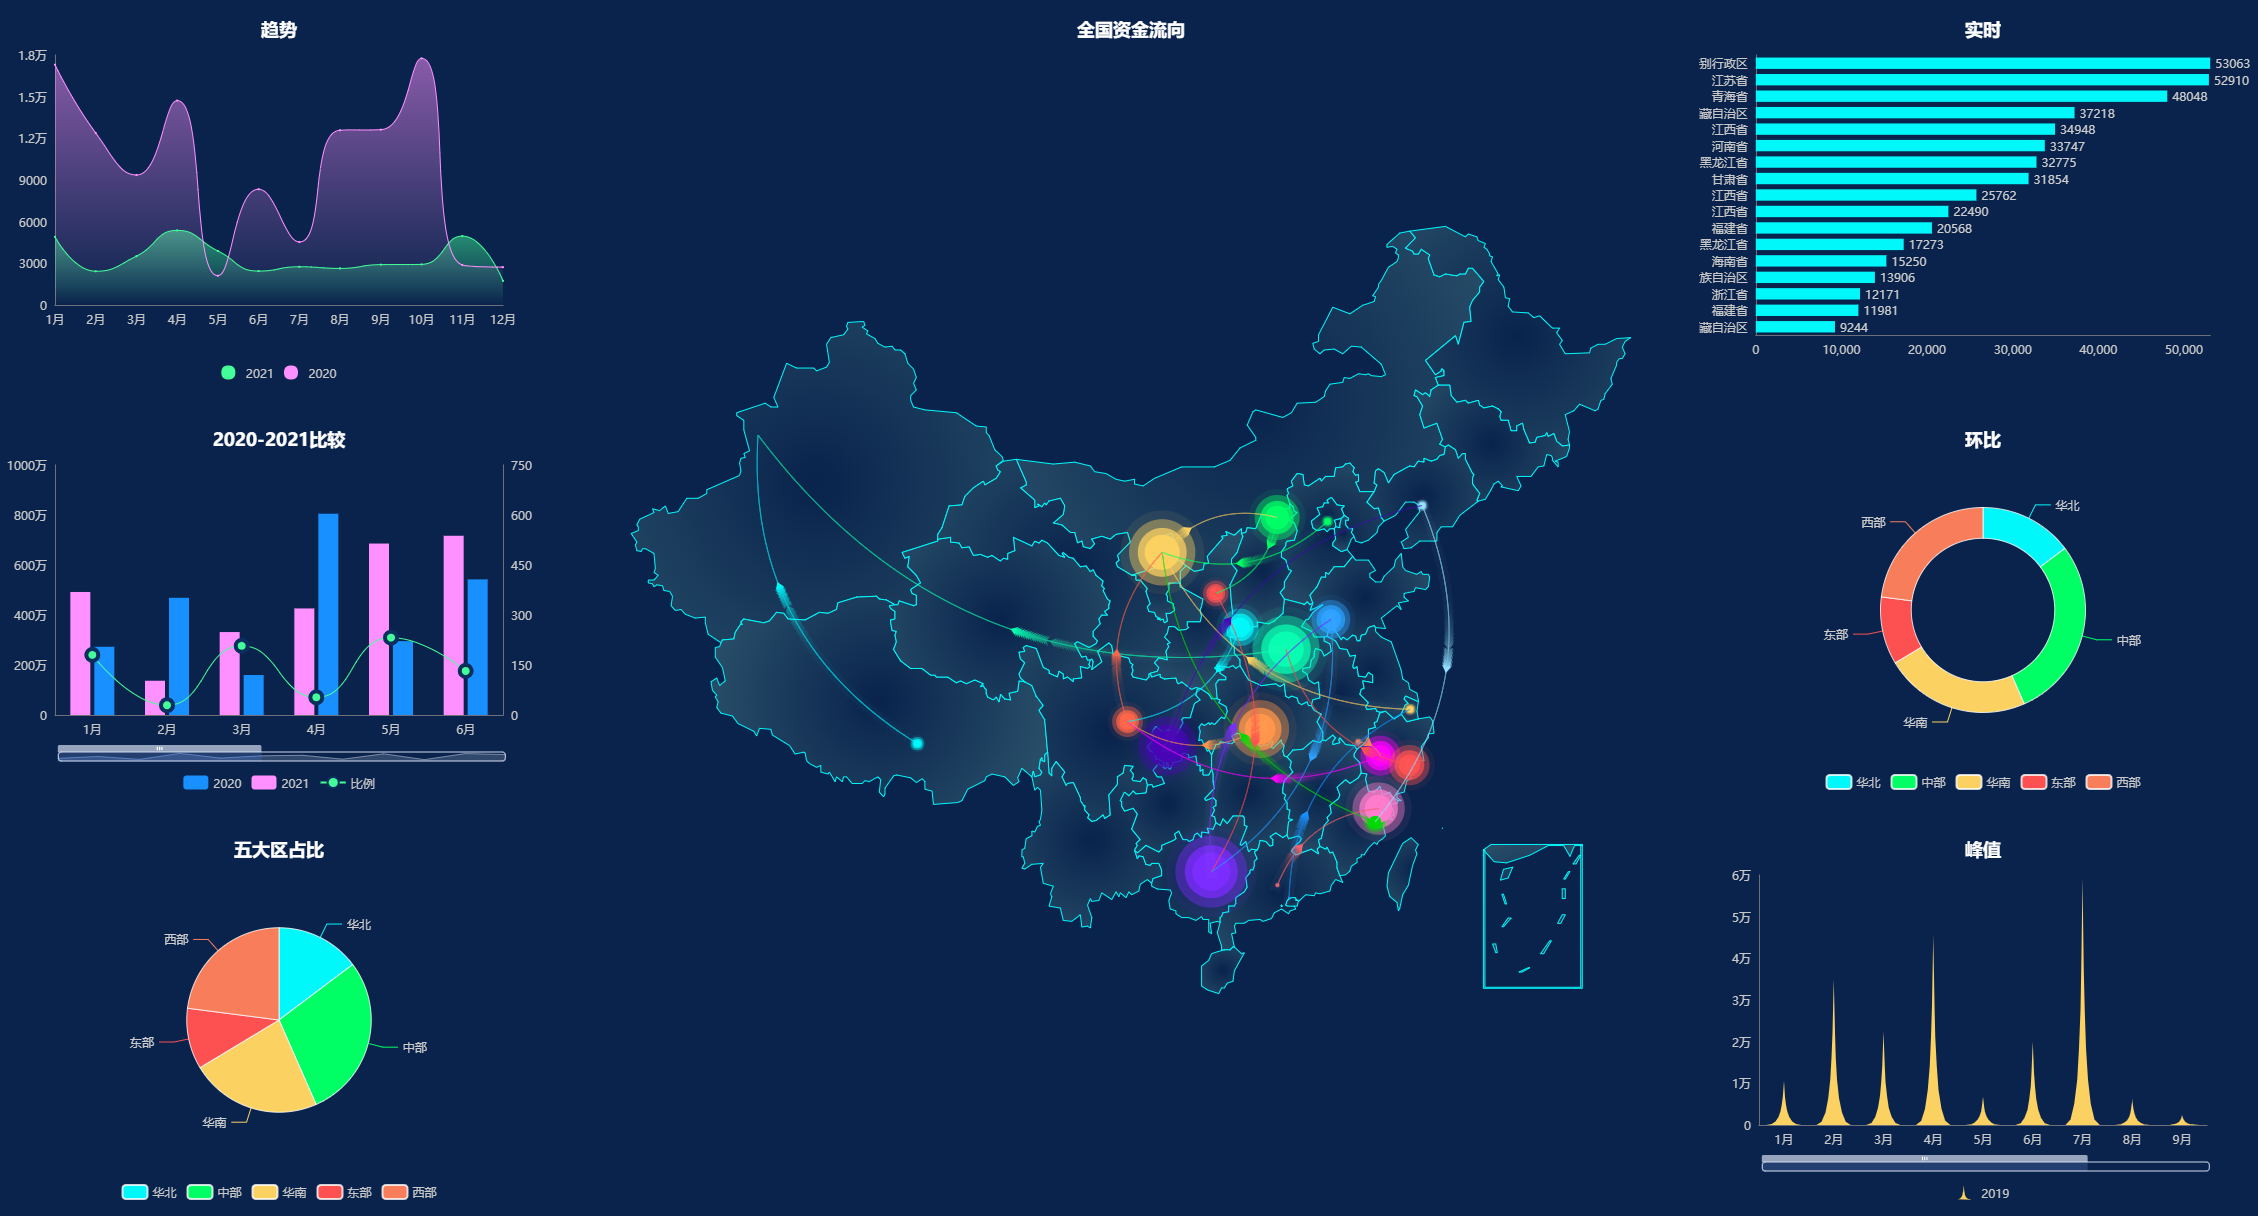 趋势
1.8万
1.5万
1.2万
9000
6000
3000
0
1月 2月 3月 4月 5月 6月 7月 8月 9月 10月 11月 12月
2021 2020
2020-2021比较
1000万 750
800万 600
600万 450
400万 300
200万 150
0 0
1月 2月 3月 4月 5月 6月
2020 2021 比例
五大区占比
华北
西部
东部
中部
华南
华北 中部 华南 东部 西部
全国资金流向
实时
别行政区 53063
江苏省 52910
青海省 48048
藏自治区 37218
江西省 34948
河南省 33747
黑龙江省 32775
甘肃省 31854
江西省 25762
江西省 22490
福建省 20568
黑龙江省 17273
海南省 15250
族自治区 13906
浙江省 12171
福建省 11981
藏自治区 9244
0 10,000 20,000 30,000 40,000 50,000
环比
华北
西部
东部
中部
华南
华北 中部 华南 东部 西部
峰值
6万
5万
4万
3万
2万
1万
0
1月 2月 3月 4月 5月 6月 7月 8月 9月
2019